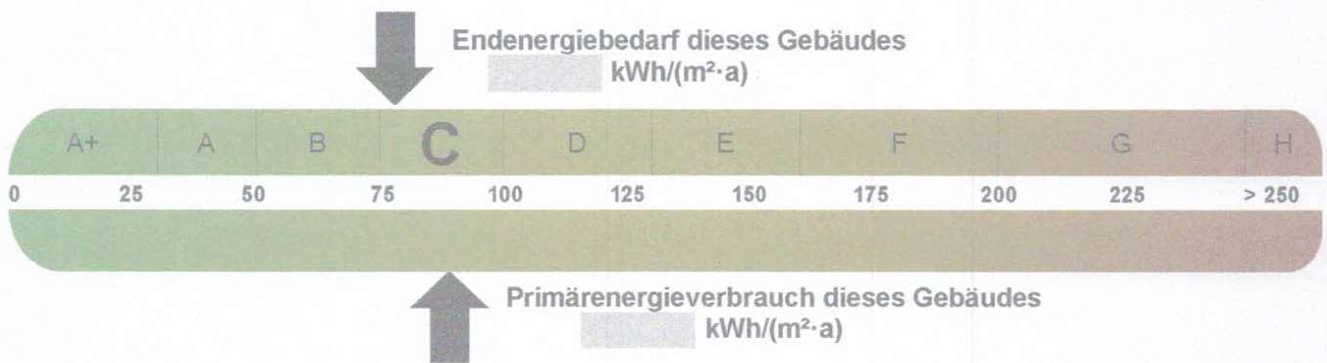 Endenergiebedarf dieses Gebäudes
kWh/(m²·a)
A+ A B C D E F G H
0 25 50 75 100 125 150 175 200 225 > 250
Primärenergieverbrauch dieses Gebäudes
kWh/(m²·a)